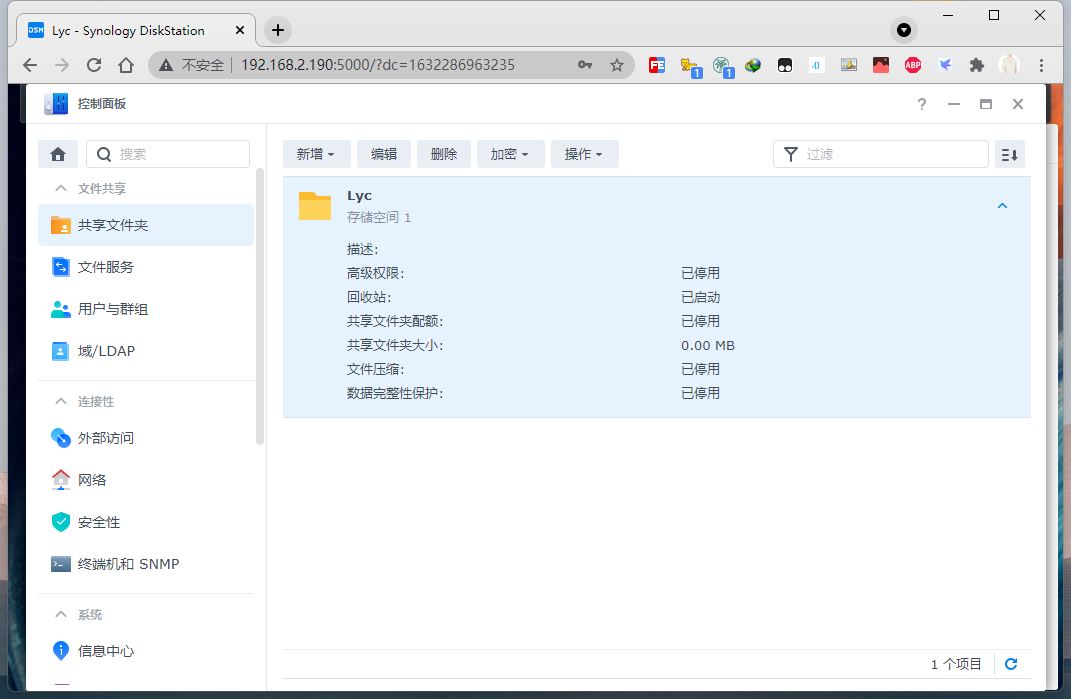 DSM Lyc - Synology DiskStation
不安全 192.168.2.190:5000/?dc=1632286963235
FE 1 1 ABP
控制面板
搜索
新增 编辑 删除 加密 操作
过滤
文件共享
共享文件夹
文件服务
用户与群组
域/LDAP
连接性
外部访问
网络
安全性
终端机和 SNMP
系统
信息中心
Lyc
存储空间 1
描述:
高级权限: 已停用
回收站: 已启动
共享文件夹配额: 已停用
共享文件夹大小: 0.00 MB
文件压缩: 已停用
数据完整性保护: 已停用
1 个项目